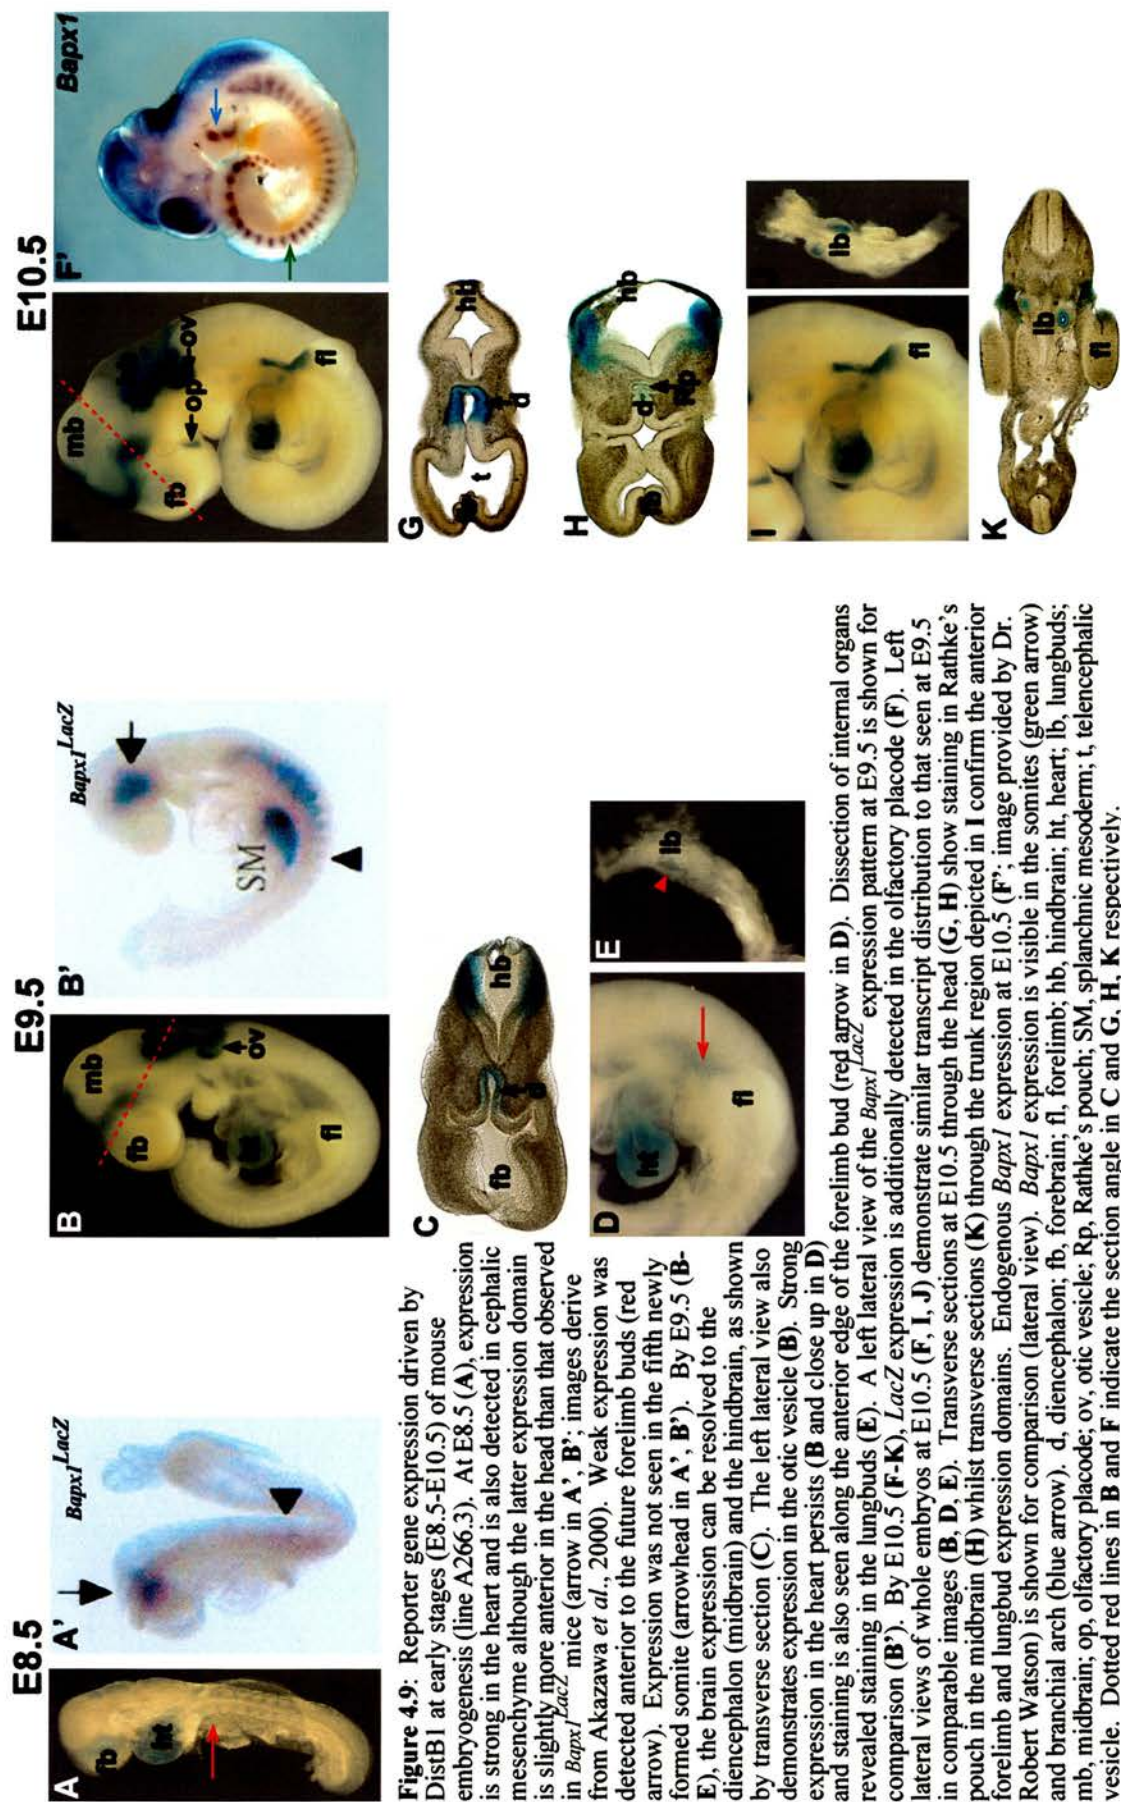 E8.5
A
fb
ht
A'
Bapx1LacZ
E9.5
B
mb
fb
ov
fl
B'
Bapx1LacZ
SM
C
fb
d
hb
D
ht
fl
E
lb
E10.5
mb
fb
op
ov
fl
F'
Bapx1
G
t
d
hb
H
fb
d
Rp
hb
I
fl
lb
K
lb
fl
Figure 4.9: Reporter gene expression driven by
DistB1 at early stages (E8.5-E10.5) of mouse
embryogenesis (line A266.3). At E8.5 (A), expression
is strong in the heart and is also detected in cephalic
mesenchyme although the latter expression domain
is slightly more anterior in the head than that observed
in Bapx1LacZ mice (arrow in A', B'; images derive
from Akazawa et al., 2000). Weak expression was
detected anterior to the future forelimb buds (red
arrow). Expression was not seen in the fifth newly
formed somite (arrowhead in A', B'). By E9.5 (B-
E), the brain expression can be resolved to the
diencephalon (midbrain) and the hindbrain, as shown
by transverse section (C). The left lateral view also
demonstrates expression in the otic vesicle (B). Strong
expression in the heart persists (B and close up in D)
and staining is also seen along the anterior edge of the forelimb bud (red arrow in D). Dissection of internal organs
revealed staining in the lungbuds (E). A left lateral view of the Bapx1LacZ expression pattern at E9.5 is shown for
comparison (B'). By E10.5 (F-K), LacZ expression is additionally detected in the olfactory placode (F). Left
lateral views of whole embryos at E10.5 (F, I, J) demonstrate similar transcript distribution to that seen at E9.5
in comparable images (B, D, E). Transverse sections at E10.5 through the head (G, H) show staining in Rathke's
pouch in the midbrain (H) whilst transverse sections (K) through the trunk region depicted in I confirm the anterior
forelimb and lungbud expression domains. Endogenous Bapx1 expression at E10.5 (F'; image provided by Dr.
Robert Watson) is shown for comparison (lateral view). Bapx1 expression is visible in the somites (green arrow)
and branchial arch (blue arrow). d, diencephalon; fb, forebrain; fl, forelimb; hb, hindbrain; ht, heart; lb, lungbuds;
mb, midbrain; op, olfactory placode; ov, otic vesicle; Rp, Rathke's pouch; SM, splanchnic mesoderm; t, telencephalic
vesicle. Dotted red lines in B and F indicate the section angle in C and G, H, K respectively.